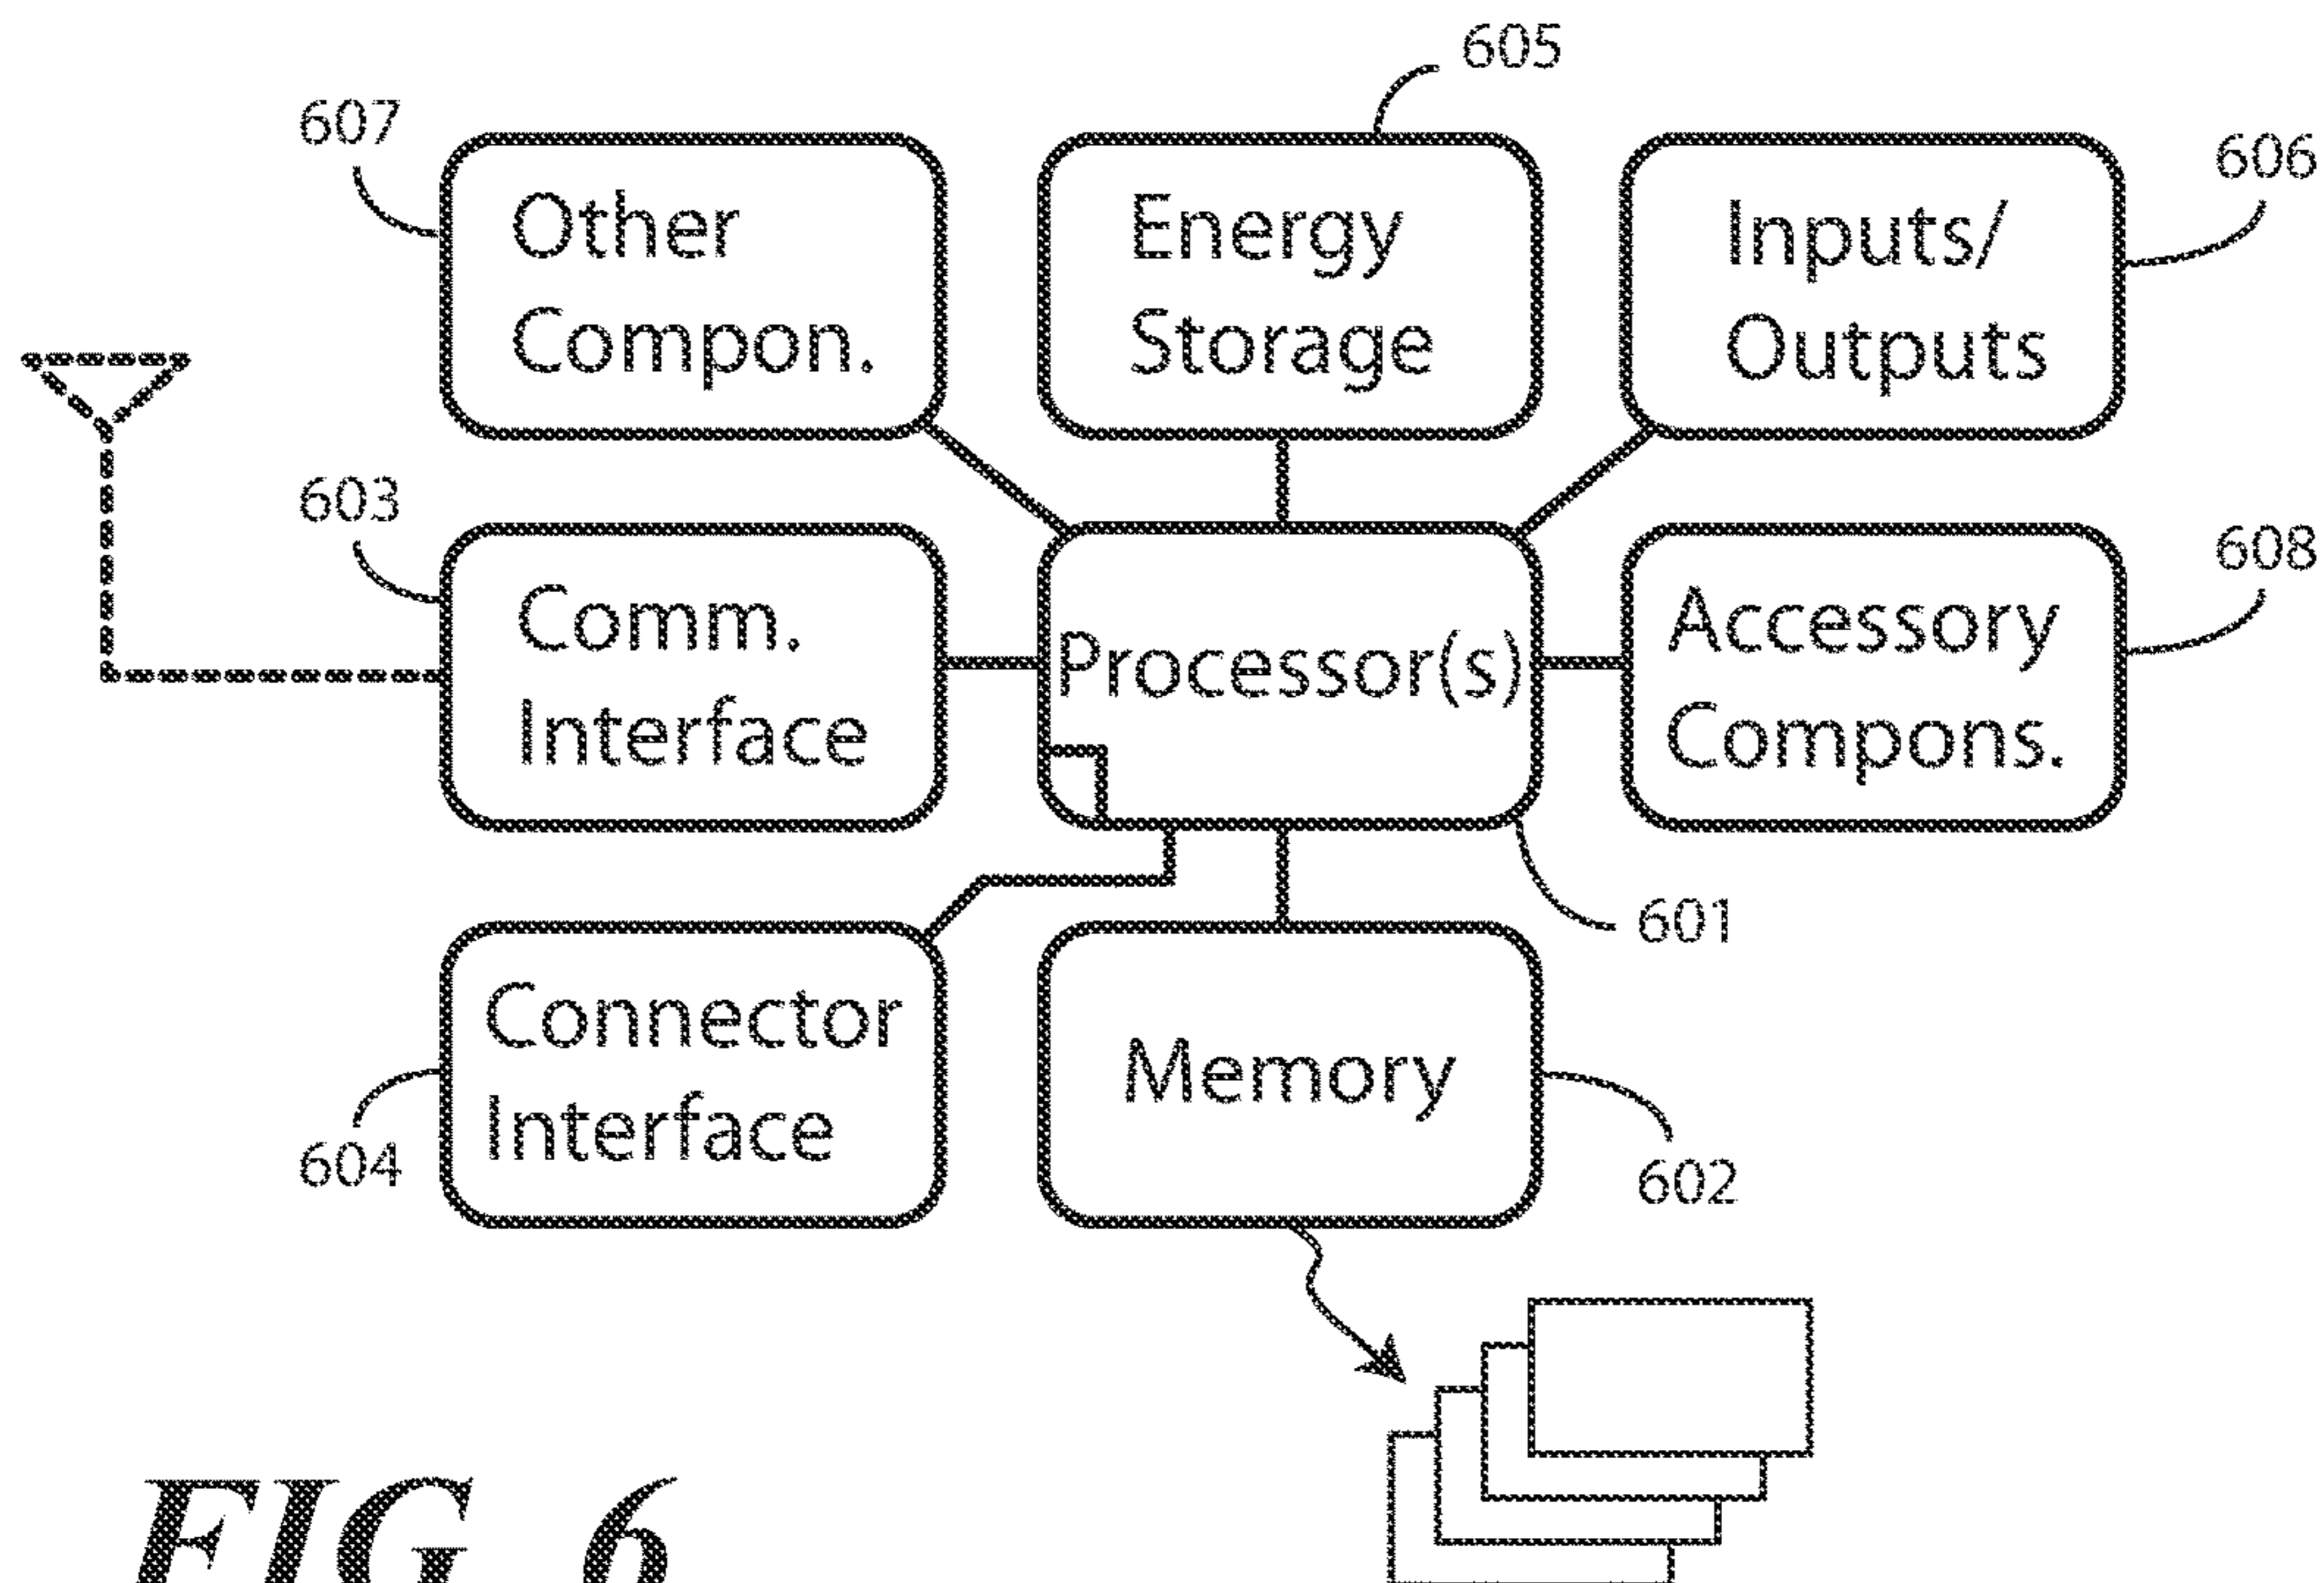 605
607
606
Other
Compon.
Energy
Storage
Inputs/
Outputs
603
608
Comm.
Interface
Processor(s)
Accessory
Compons.
601
Connector
Interface
Memory
604
602
FIG. 6